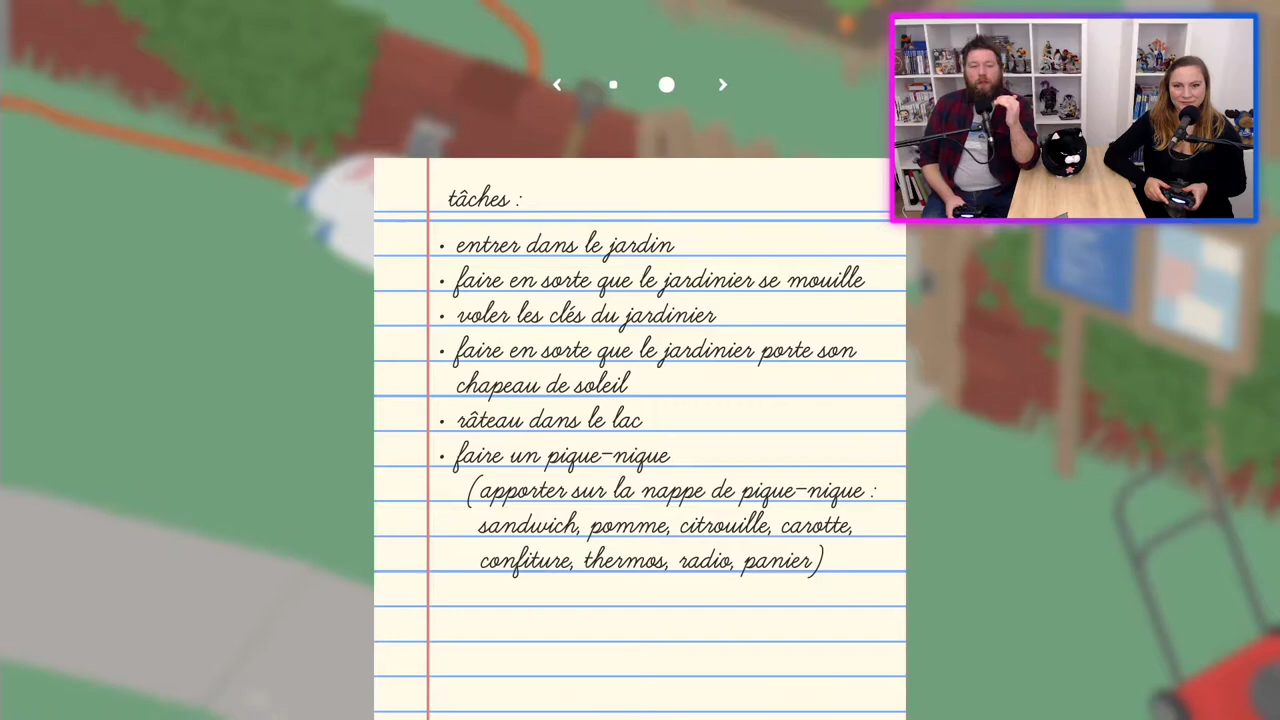 tâches :
• entrer dans le jardin
• faire en sorte que le jardinier se mouille
• voler les clés du jardinier
• faire en sorte que le jardinier porte son
chapeau de soleil
• râteau dans le lac
• faire un pique-nique
(apporter sur la nappe de pique-nique :
sandwich, pomme, citrouille, carotte,
confiture, thermos, radio, panier)